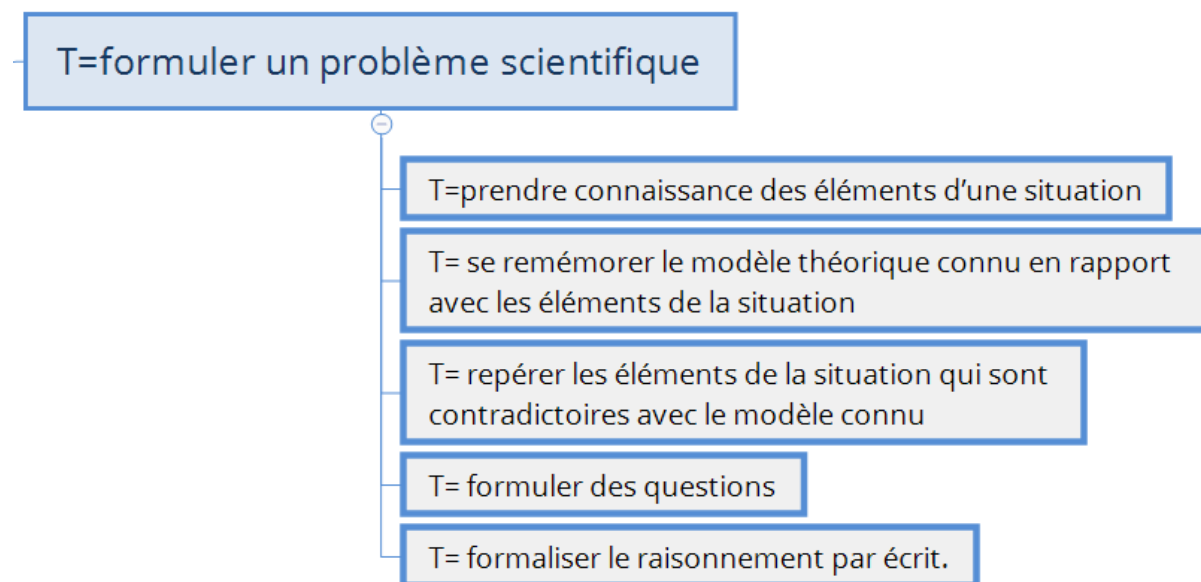 T=formuler un problème scientifique
T=prendre connaissance des éléments d’une situation
T= se remémorer le modèle théorique connu en rapport
avec les éléments de la situation
T= repérer les éléments de la situation qui sont
contradictoires avec le modèle connu
T= formuler des questions
T= formaliser le raisonnement par écrit.